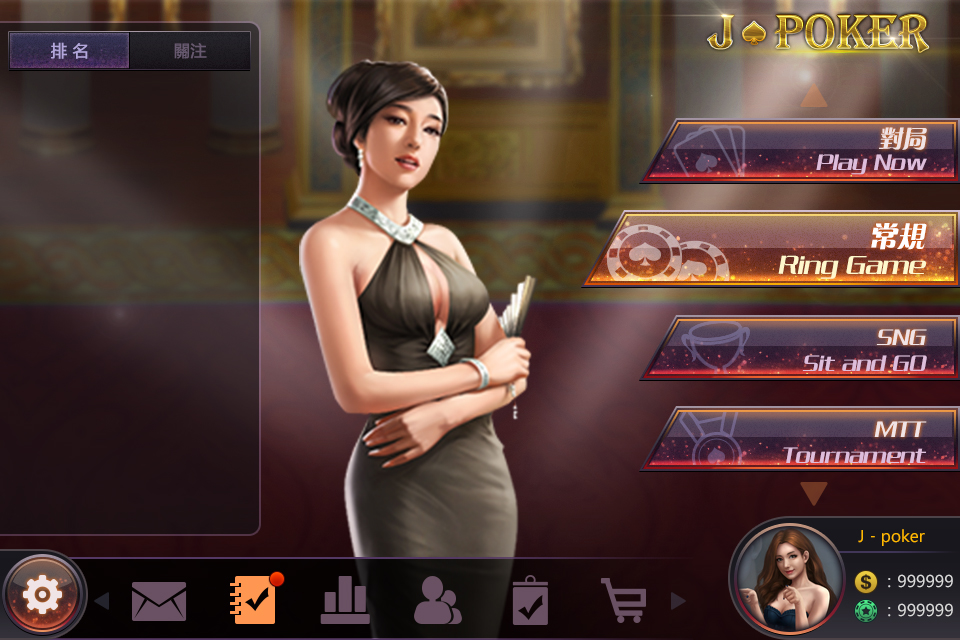 排名
關注
J♠POKER
對局
Play Now
常規
Ring Game
SNG
Sit and GO
MTT
Tournament
J - poker
$ : 999999
: 999999